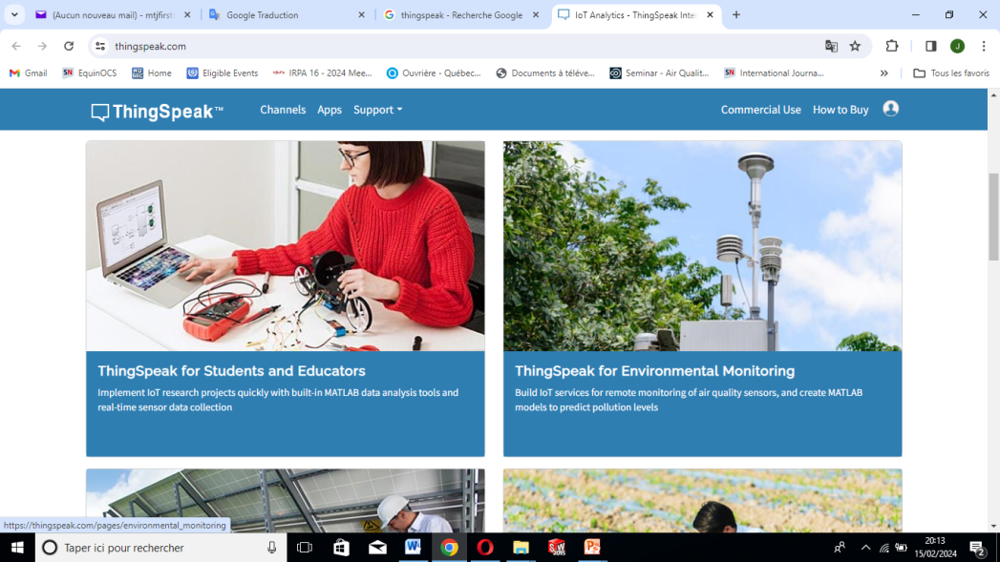 (Aucun nouveau mail) - mtjfirst
Google Traduction
thingspeak - Recherche Google
IoT Analytics - ThingSpeak Inter
thingspeak.com
Gmail
EquinOCS
Home
Eligible Events
IRPA 16 - 2024 Mee...
Ouvrière - Québec,...
Documents à téléve...
Seminar - Air Qualit...
International Journa...
Tous les favoris
ThingSpeak™
Channels
Apps
Support
Commercial Use
How to Buy
ThingSpeak for Students and Educators
Implement IoT research projects quickly with built-in MATLAB data analysis tools and
real-time sensor data collection
ThingSpeak for Environmental Monitoring
Build IoT services for remote monitoring of air quality sensors, and create MATLAB
models to predict pollution levels
https://thingspeak.com/pages/environmental_monitoring
Taper ici pour rechercher
20:13
15/02/2024
2